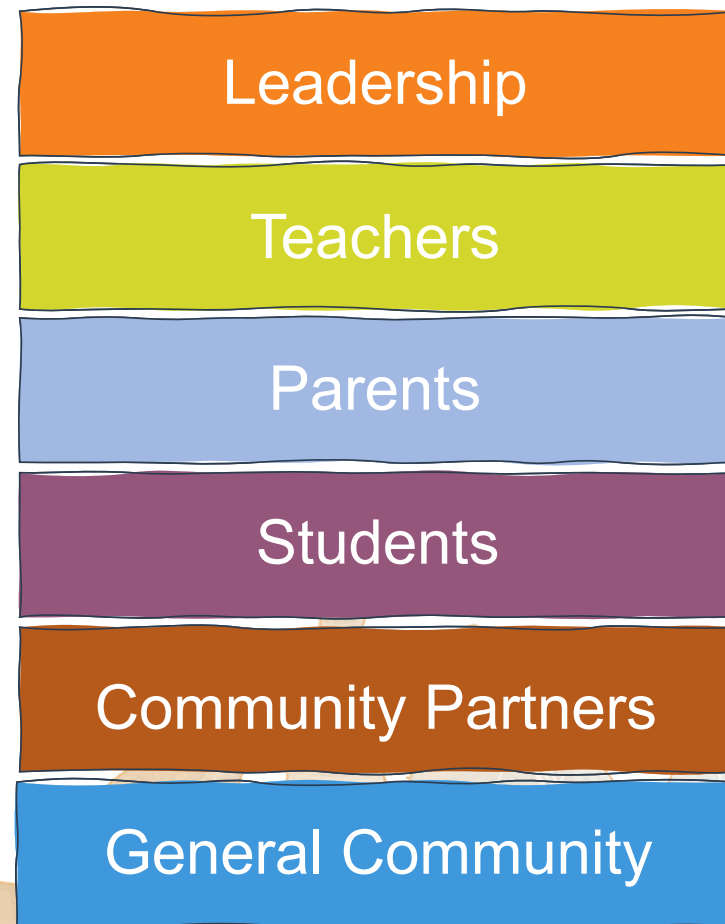 Leadership
Teachers
Parents
Students
Community Partners
General Community